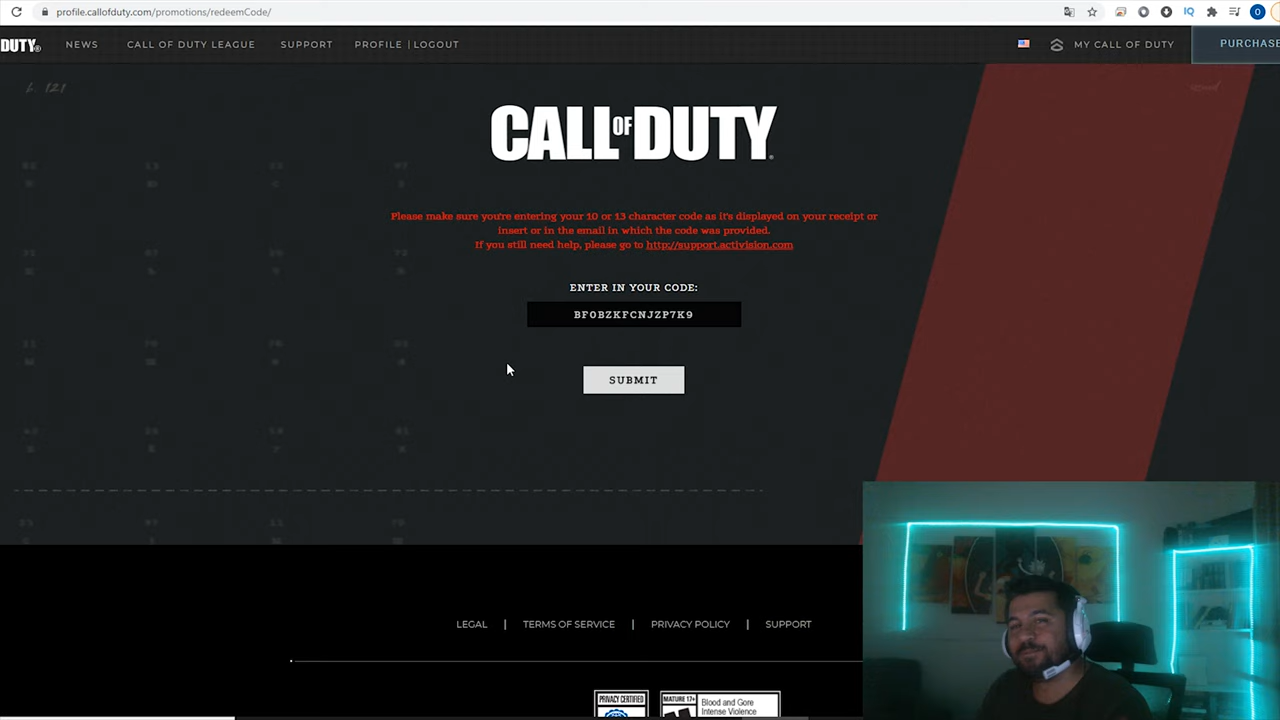 profile.callofduty.com/promotions/redeemCode/
DUTY®
NEWS
CALL OF DUTY LEAGUE
SUPPORT
PROFILE | LOGOUT
MY CALL OF DUTY
PURCHASE
CALL OF DUTY®
Please make sure you're entering your 10 or 13 character code as it's displayed on your receipt or
insert or in the email in which the code was provided.
If you still need help, please go to http://support.activision.com
ENTER IN YOUR CODE:
BF0BZKFCNJZP7K9
SUBMIT
LEGAL | TERMS OF SERVICE | PRIVACY POLICY | SUPPORT
PRIVACY CERTIFIED
MATURE 17+
Blood and Gore
Intense Violence